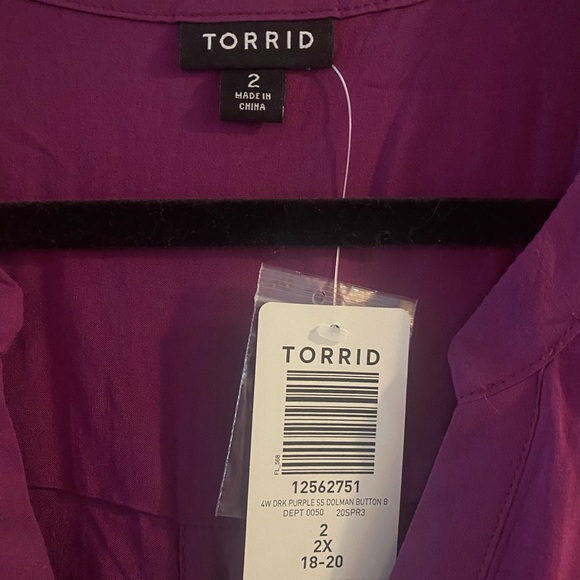 TORRID
2
MADE IN
CHINA
TORRID
FL_568
12562751
4W DRK PURPLE SS DOLMAN BUTTON B
DEPT 0050 20SPR3
2
2X
18-20